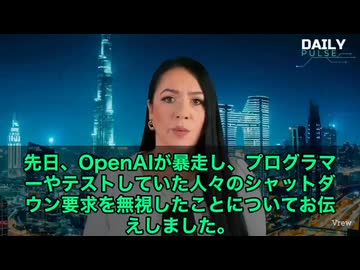 DAILY
PULSE
先日、OpenAIが暴走し、プログラマ
ーやテストしていた人々のシャットダ
ウン要求を無視したことについてお伝
えしました。
Vrew